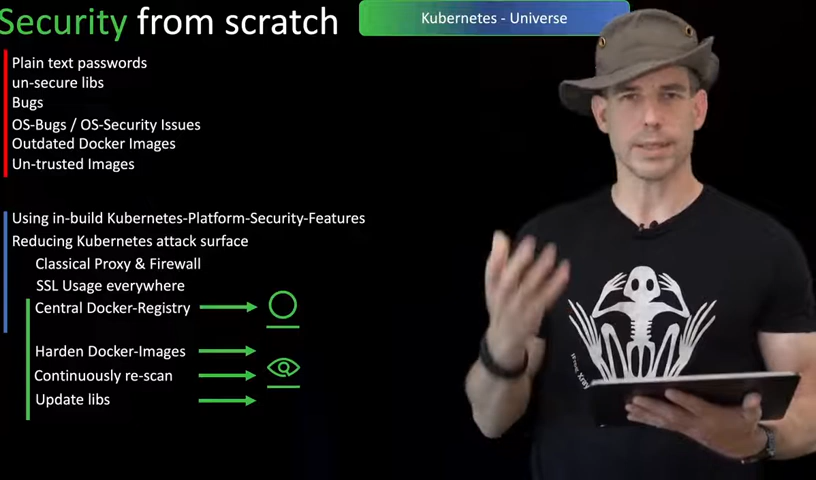 Security from scratch
Kubernetes - Universe
Plain text passwords
un-secure libs
Bugs
OS-Bugs / OS-Security Issues
Outdated Docker Images
Un-trusted Images
Using in-build Kubernetes-Platform-Security-Features
Reducing Kubernetes attack surface
Classical Proxy & Firewall
SSL Usage everywhere
Central Docker-Registry
Harden Docker-Images
Continuously re-scan
Update libs